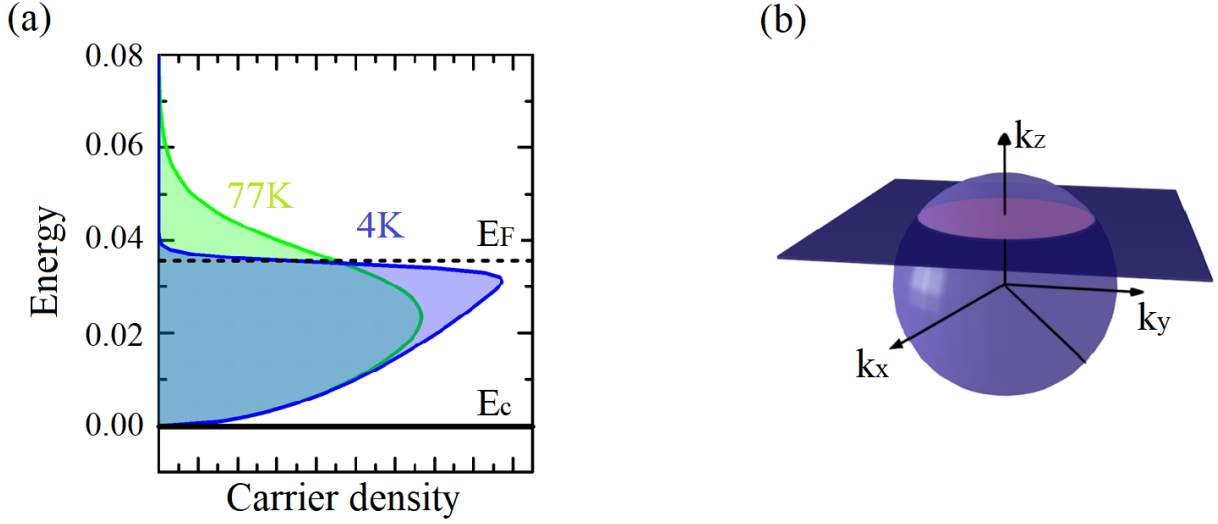 (a)
(b)
0.08
0.06
0.04
0.02
0.00
Energy
77K
4K
EF
Ec
Carrier density
kz
ky
kx